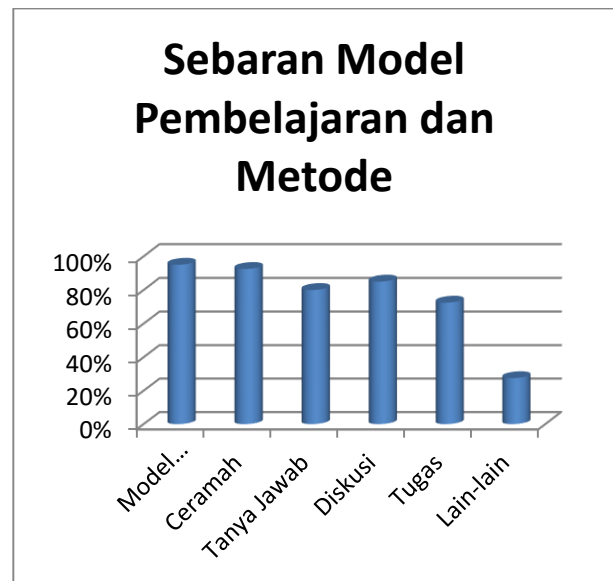 Sebaran Model
Pembelajaran dan
Metode
100%
80%
60%
40%
20%
0%
Model...
Ceramah
Tanya Jawab
Diskusi
Tugas
Lain-lain